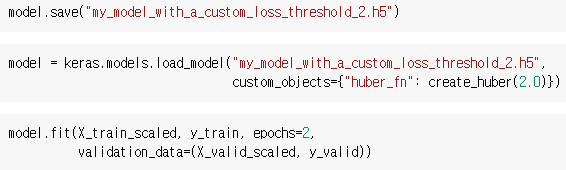 model.save("my_model_with_a_custom_loss_threshold_2.h5")
model = keras.models.load_model("my_model_with_a_custom_loss_threshold_2.h5",
                                custom_objects={"huber_fn": create_huber(2.0)})
model.fit(X_train_scaled, y_train, epochs=2,
          validation_data=(X_valid_scaled, y_valid))